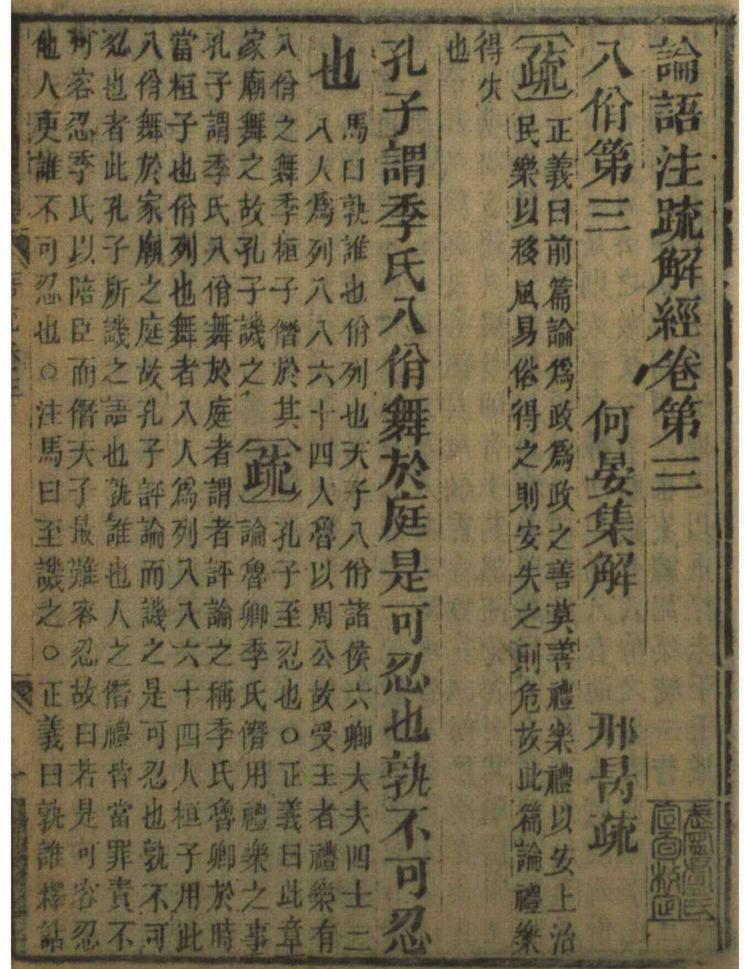 論語注疏解經卷第三
八佾第三 何晏集解 邢昺疏
疏 正義曰前篇論爲政爲政之善莫善禮樂禮以安上治
民樂以移風易俗得之則安失之則危故此篇論禮樂
得失
也
孔子謂季氏八佾舞於庭是可忍也孰不可忍
也 馬曰孰誰也佾列也天子八佾諸侯六卿大夫四士二
八人爲列八八六十四人魯以周公故受王者禮樂有
八佾之舞季桓子僭於其
家廟舞之故孔子譏之
疏 孔子至忍也○正義曰此章
論魯卿季氏僭用禮樂之事
孔子謂季氏八佾舞於庭者謂者評論之稱季氏魯卿於時
當桓子也佾列也舞者八人爲列八八六十四人桓子用此
八佾舞於家廟之庭故孔子評論而譏之是可忍也孰不可
忍也者此孔子所譏之語也孰誰也人之僭禮皆當罪責不
可容忍季氏以陪臣而僭天子最難容忍故曰若是可容忍
他人更誰不可忍也○注馬曰至譏之○正義曰孰誰釋詁